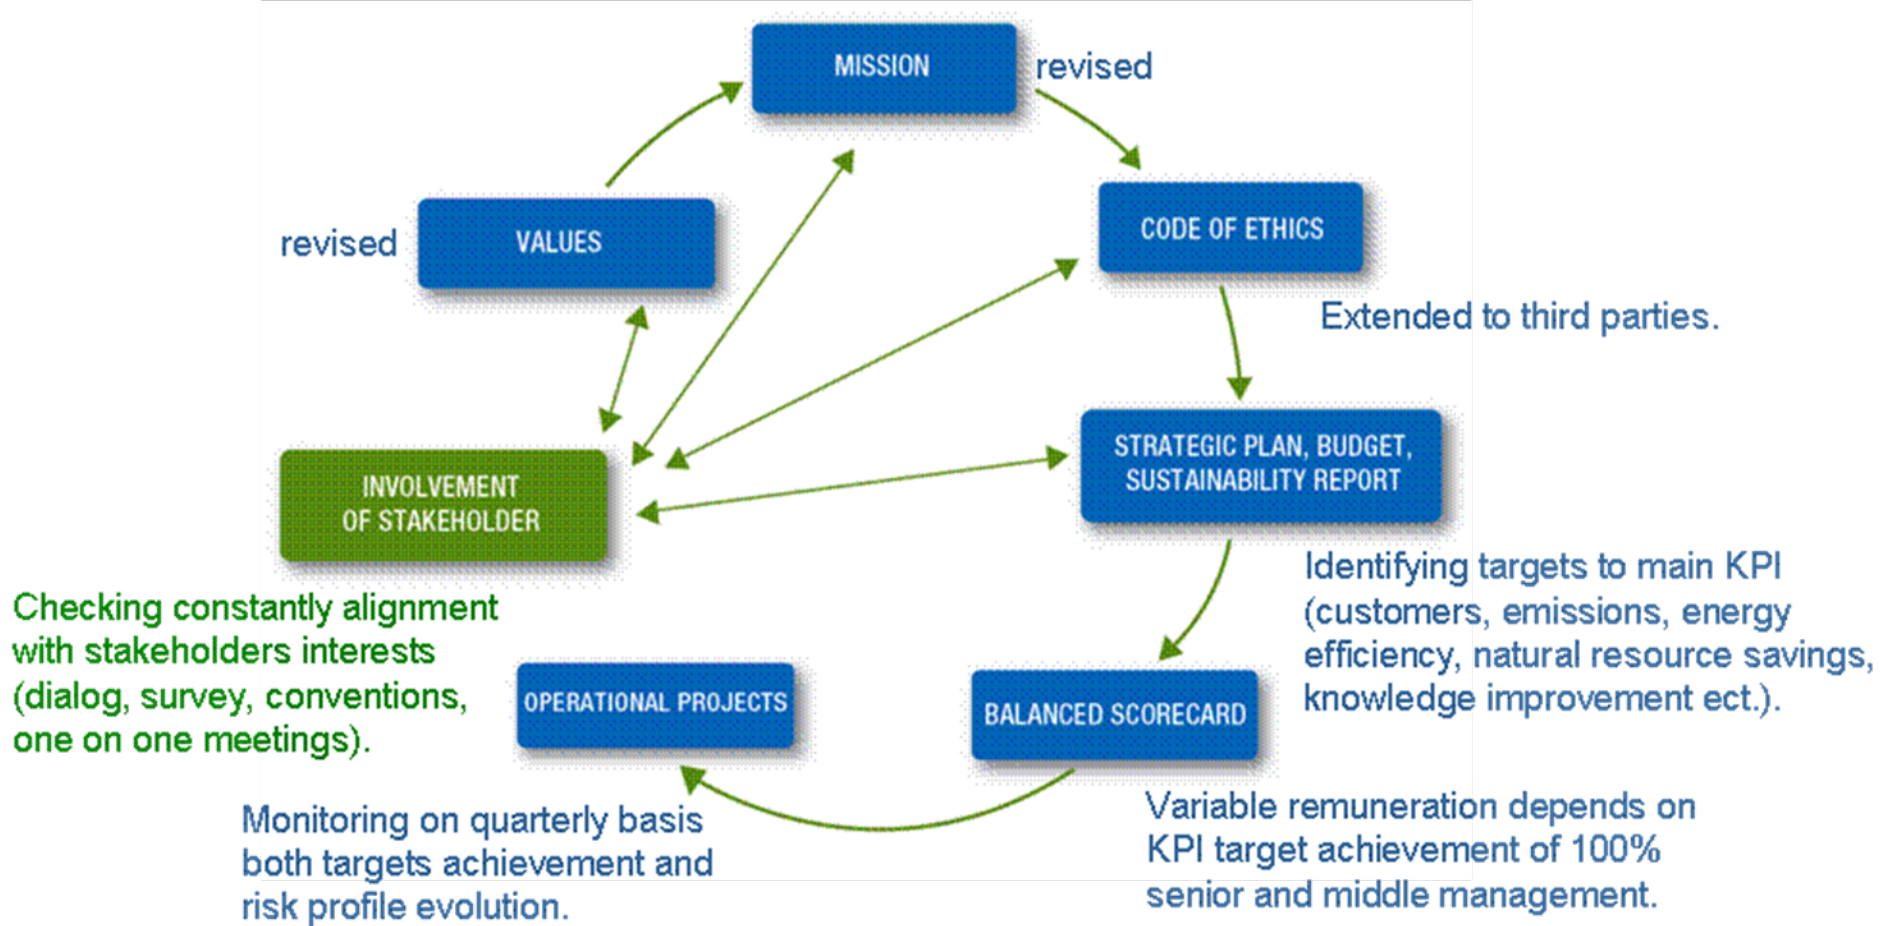 MISSION
revised
revised
VALUES
CODE OF ETHICS
Extended to third parties.
STRATEGIC PLAN, BUDGET,
SUSTAINABILITY REPORT
INVOLVEMENT
OF STAKEHOLDER
Identifying targets to main KPI
(customers, emissions, energy
efficiency, natural resource savings,
knowledge improvement ect.).
Checking constantly alignment
with stakeholders interests
(dialog, survey, conventions,
one on one meetings).
OPERATIONAL PROJECTS
BALANCED SCORECARD
Monitoring on quarterly basis
both targets achievement and
risk profile evolution.
Variable remuneration depends on
KPI target achievement of 100%
senior and middle management.